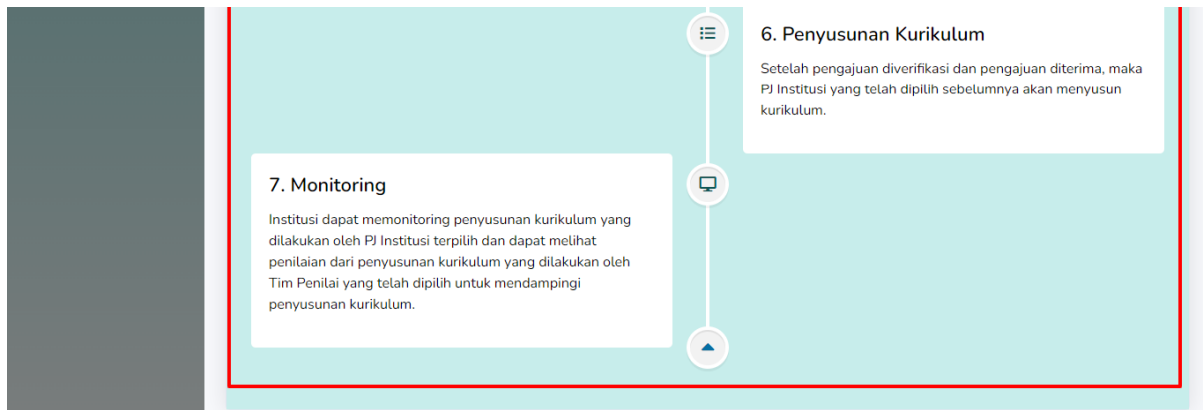 6. Penyusunan Kurikulum
Setelah pengajuan diverifikasi dan pengajuan diterima, maka
PJ Institusi yang telah dipilih sebelumnya akan menyusun
kurikulum.
7. Monitoring
Institusi dapat memonitoring penyusunan kurikulum yang
dilakukan oleh PJ Institusi terpilih dan dapat melihat
penilaian dari penyusunan kurikulum yang dilakukan oleh
Tim Penilai yang telah dipilih untuk mendampingi
penyusunan kurikulum.